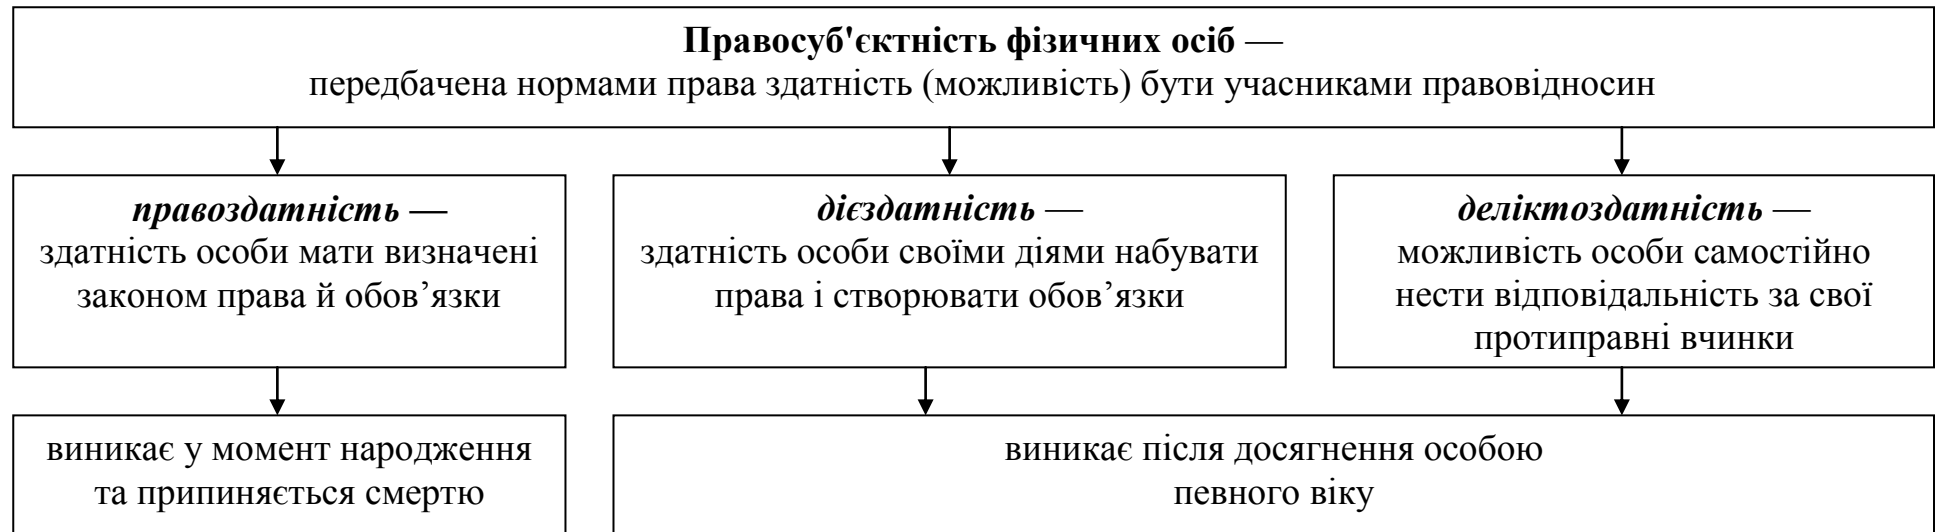 Правосуб'єктність фізичних осіб —
передбачена нормами права здатність (можливість) бути учасниками правовідносин
правоздатність —
здатність особи мати визначені
законом права й обов’язки
дієздатність —
здатність особи своїми діями набувати
права і створювати обов’язки
деліктоздатність —
можливість особи самостійно
нести відповідальність за свої
протиправні вчинки
виникає у момент народження
та припиняється смертю
виникає після досягнення особою
певного віку